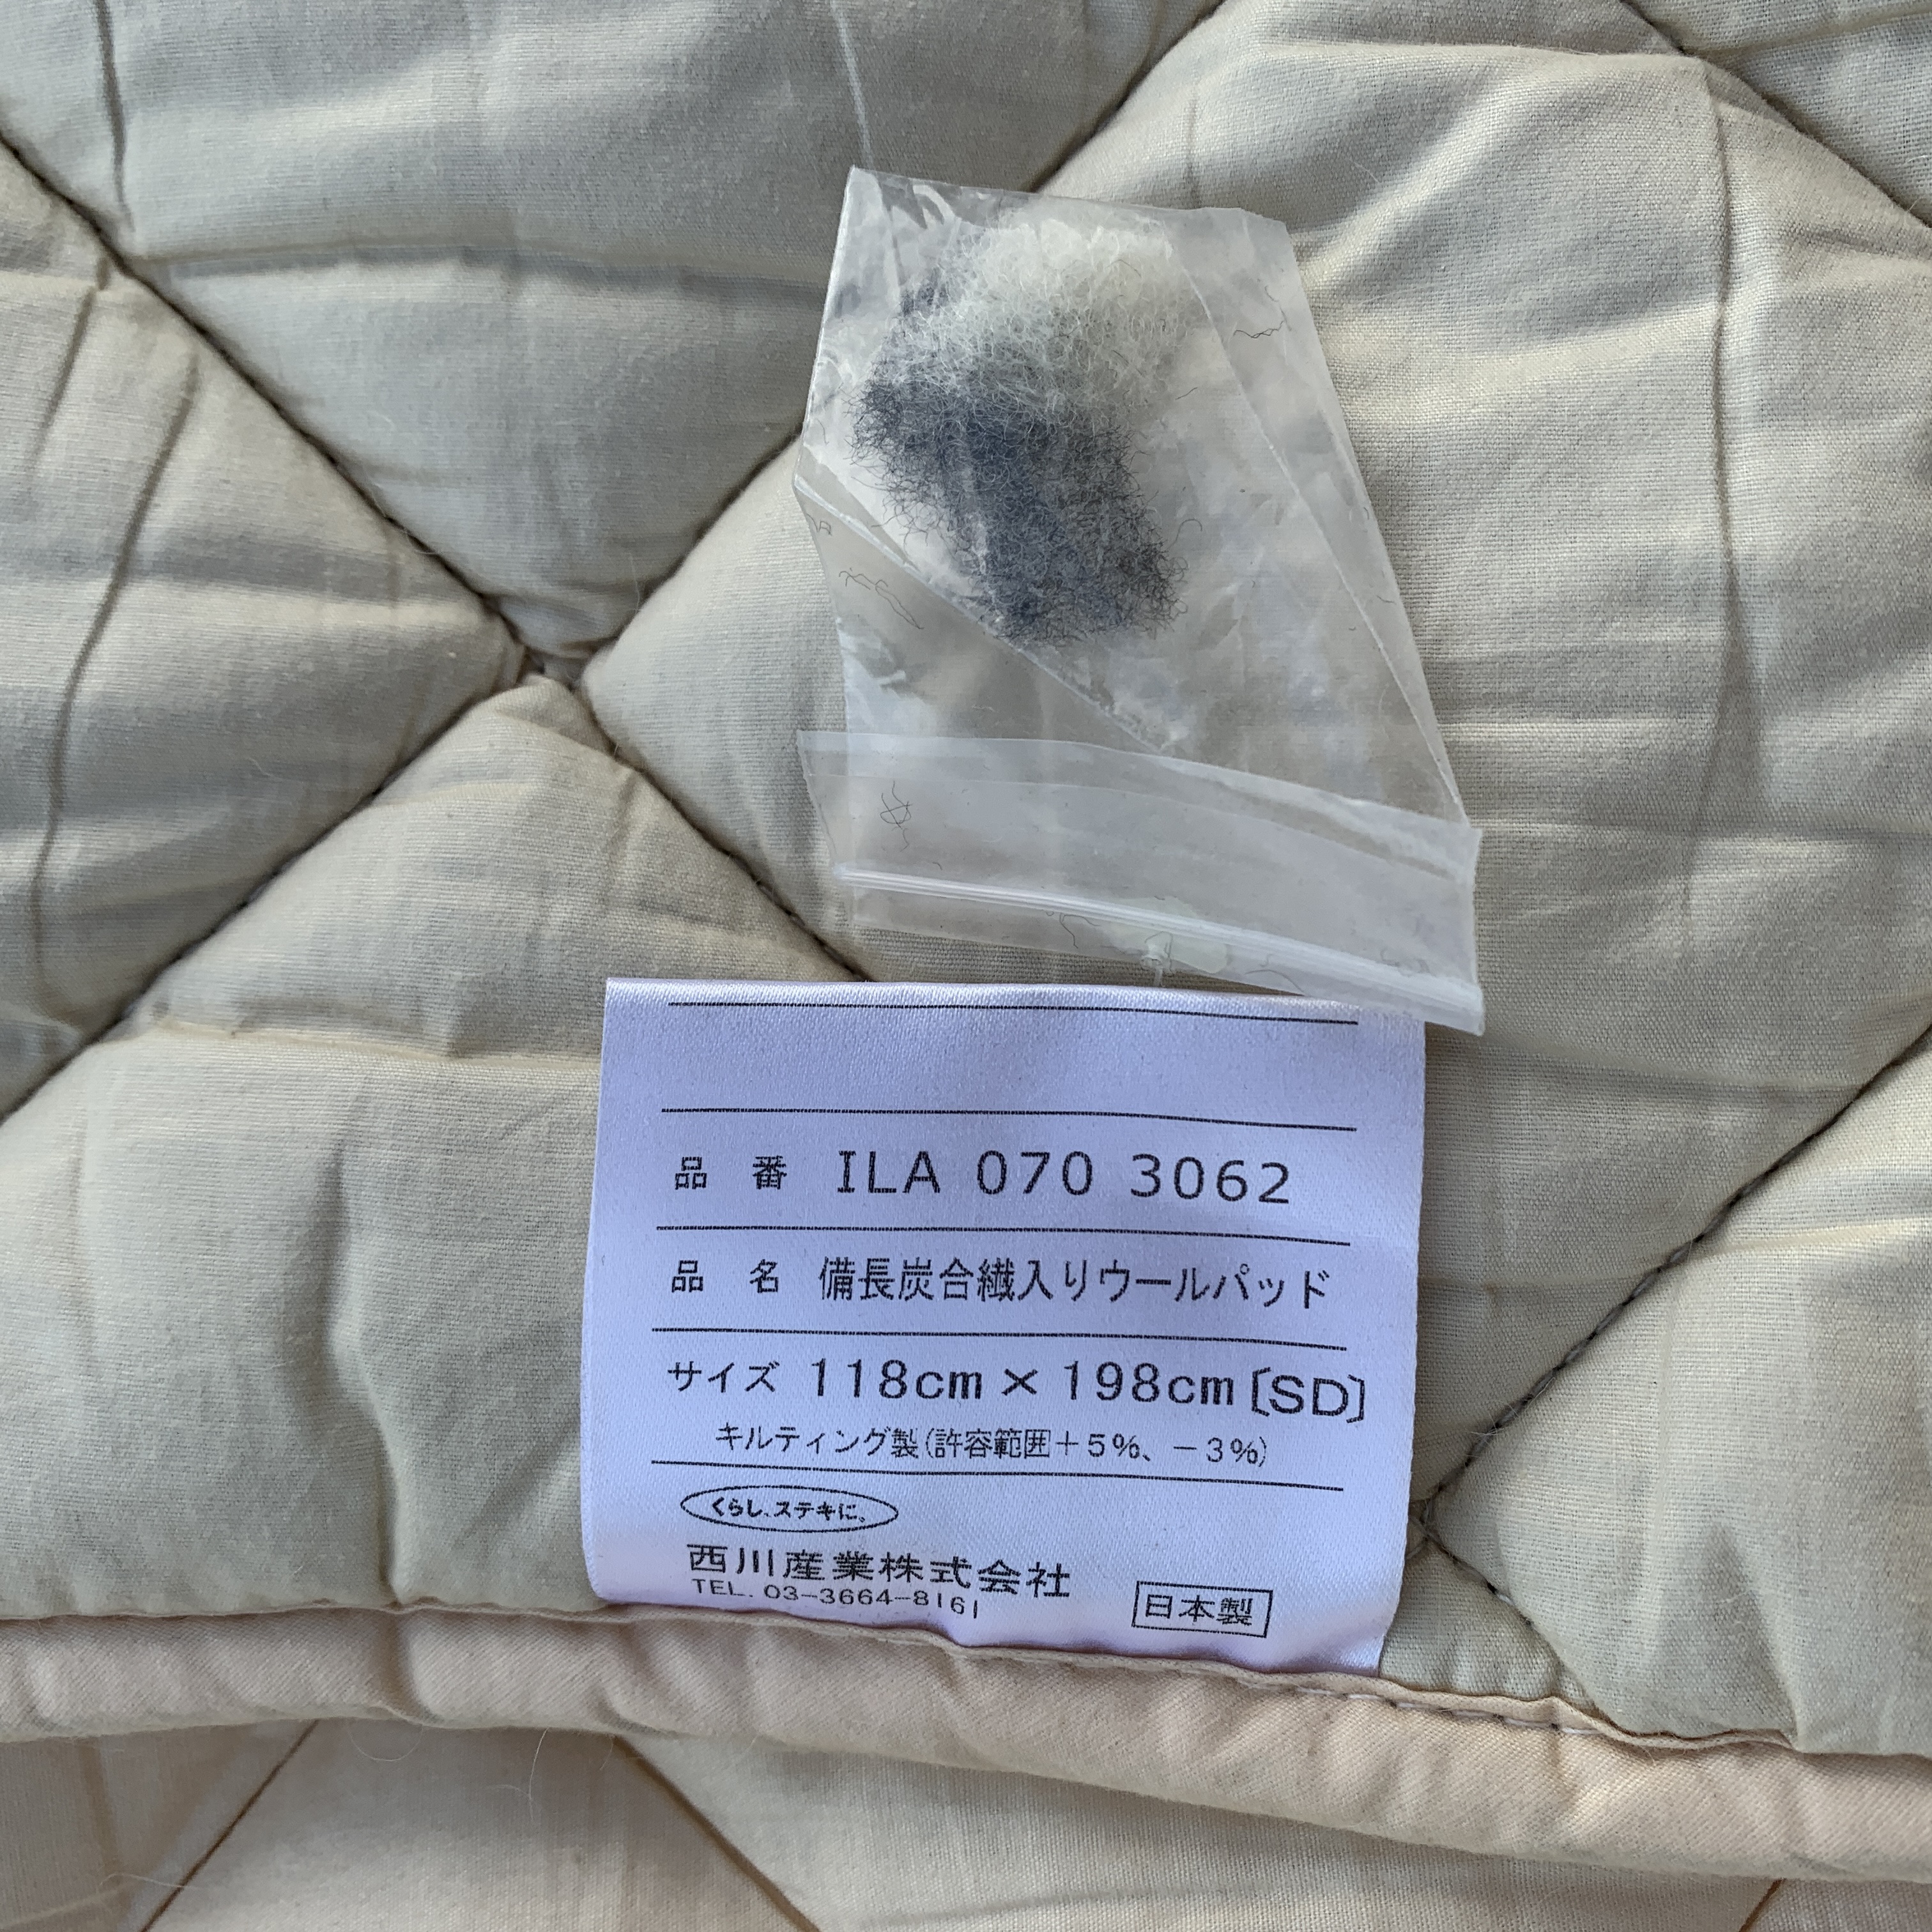 品 番 ILA 070 3062
品 名 備長炭合繊入りウールパッド
サイズ 118cm×198cm〔SD〕
キルティング製(許容範囲+5%、-3%)
くらし、ステキに。
西川産業株式会社
TEL. 03-3664-8161
日本製